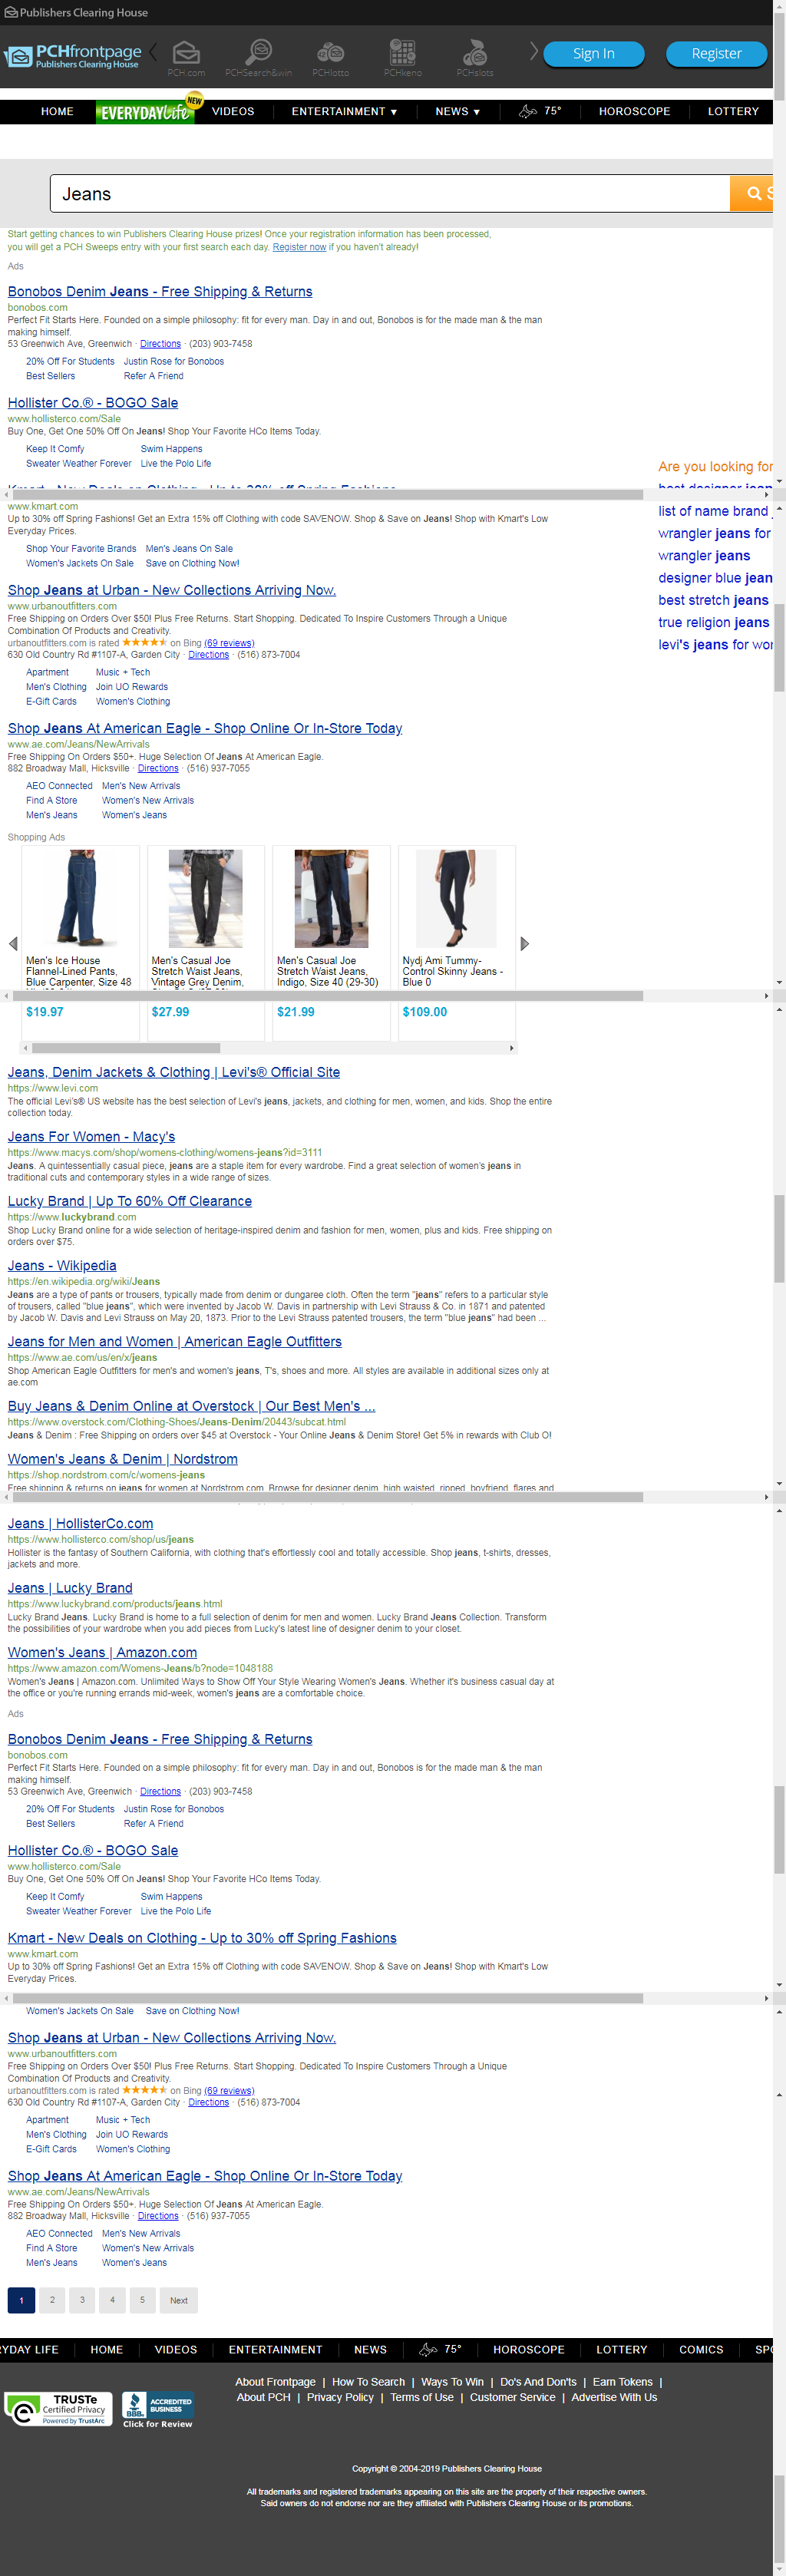 Publishers Clearing House
PCHfrontpage
Publishers Clearing House
PCH.com
PCHSearch&win
PCHlotto
PCHkeno
PCHslots
Sign In
Register
HOME
EVERYDAY Life
NEW
VIDEOS
ENTERTAINMENT ▼
NEWS ▼
75°
HOROSCOPE
LOTTERY
Jeans
Start getting chances to win Publishers Clearing House prizes! Once your registration information has been processed,
you will get a PCH Sweeps entry with your first search each day. Register now if you haven't already!
Ads
Bonobos Denim Jeans - Free Shipping & Returns
bonobos.com
Perfect Fit Starts Here. Founded on a simple philosophy: fit for every man. Day in and out, Bonobos is for the made man & the man
making himself.
53 Greenwich Ave, Greenwich · Directions · (203) 903-7458
20% Off For Students Justin Rose for Bonobos
Best Sellers Refer A Friend
Hollister Co.® - BOGO Sale
www.hollisterco.com/Sale
Buy One, Get One 50% Off On Jeans! Shop Your Favorite HCo Items Today.
Keep It Comfy Swim Happens
Sweater Weather Forever Live the Polo Life
Are you looking for
Kmart - New Deals on Clothing - Up to 30% off Spring Fashions
best designer jean
www.kmart.com
Up to 30% off Spring Fashions! Get an Extra 15% off Clothing with code SAVENOW. Shop & Save on Jeans! Shop with Kmart's Low
Everyday Prices.
Shop Your Favorite Brands Men's Jeans On Sale
Women's Jackets On Sale Save on Clothing Now!
list of name brand
wrangler jeans for
wrangler jeans
designer blue jean
best stretch jeans
true religion jeans
levi's jeans for wor
Shop Jeans at Urban - New Collections Arriving Now.
www.urbanoutfitters.com
Free Shipping on Orders Over $50! Plus Free Returns. Start Shopping. Dedicated To Inspire Customers Through a Unique
Combination Of Products and Creativity.
urbanoutfitters.com is rated ★★★★★ on Bing (69 reviews)
630 Old Country Rd #1107-A, Garden City · Directions · (516) 873-7004
Apartment Music + Tech
Men's Clothing Join UO Rewards
E-Gift Cards Women's Clothing
Shop Jeans At American Eagle - Shop Online Or In-Store Today
www.ae.com/Jeans/NewArrivals
Free Shipping On Orders $50+. Huge Selection Of Jeans At American Eagle.
882 Broadway Mall, Hicksville · Directions · (516) 937-7055
AEO Connected Men's New Arrivals
Find A Store Women's New Arrivals
Men's Jeans Women's Jeans
Shopping Ads
Men's Ice House
Flannel-Lined Pants,
Blue Carpenter, Size 48
$19.97
Men's Casual Joe
Stretch Waist Jeans,
Vintage Grey Denim,
$27.99
Men's Casual Joe
Stretch Waist Jeans,
Indigo, Size 40 (29-30)
$21.99
Nydj Ami Tummy-
Control Skinny Jeans -
Blue 0
$109.00
Jeans, Denim Jackets & Clothing | Levi's® Official Site
https://www.levi.com
The official Levi's® US website has the best selection of Levi's jeans, jackets, and clothing for men, women, and kids. Shop the entire
collection today.
Jeans For Women - Macy's
https://www.macys.com/shop/womens-clothing/womens-jeans?id=3111
Jeans. A quintessentially casual piece, jeans are a staple item for every wardrobe. Find a great selection of women's jeans in
traditional cuts and contemporary styles in a wide range of sizes.
Lucky Brand | Up To 60% Off Clearance
https://www.luckybrand.com
Shop Lucky Brand online for a wide selection of heritage-inspired denim and fashion for men, women, plus and kids. Free shipping on
orders over $75.
Jeans - Wikipedia
https://en.wikipedia.org/wiki/Jeans
Jeans are a type of pants or trousers, typically made from denim or dungaree cloth. Often the term "jeans" refers to a particular style
of trousers, called "blue jeans", which were invented by Jacob W. Davis in partnership with Levi Strauss & Co. in 1871 and patented
by Jacob W. Davis and Levi Strauss on May 20, 1873. Prior to the Levi Strauss patented trousers, the term "blue jeans" had been ...
Jeans for Men and Women | American Eagle Outfitters
https://www.ae.com/us/en/x/jeans
Shop American Eagle Outfitters for men's and women's jeans, T's, shoes and more. All styles are available in additional sizes only at
ae.com
Buy Jeans & Denim Online at Overstock | Our Best Men's ...
https://www.overstock.com/Clothing-Shoes/Jeans-Denim/20443/subcat.html
Jeans & Denim : Free Shipping on orders over $45 at Overstock - Your Online Jeans & Denim Store! Get 5% in rewards with Club O!
Women's Jeans & Denim | Nordstrom
https://shop.nordstrom.com/c/womens-jeans
Free shipping & returns on jeans for women at Nordstrom.com. Browse for designer denim, high waisted, ripped, boyfriend, flares and
Jeans | HollisterCo.com
https://www.hollisterco.com/shop/us/jeans
Hollister is the fantasy of Southern California, with clothing that's effortlessly cool and totally accessible. Shop jeans, t-shirts, dresses,
jackets and more.
Jeans | Lucky Brand
https://www.luckybrand.com/products/jeans.html
Lucky Brand Jeans. Lucky Brand is home to a full selection of denim for men and women. Lucky Brand Jeans Collection. Transform
the possibilities of your wardrobe when you add pieces from Lucky's latest line of designer denim to your closet.
Women's Jeans | Amazon.com
https://www.amazon.com/Womens-Jeans/b?node=1048188
Women's Jeans | Amazon.com. Unlimited Ways to Show Off Your Style Wearing Women's Jeans. Whether it's business casual day at
the office or you're running errands mid-week, women's jeans are a comfortable choice.
Ads
Bonobos Denim Jeans - Free Shipping & Returns
bonobos.com
Perfect Fit Starts Here. Founded on a simple philosophy: fit for every man. Day in and out, Bonobos is for the made man & the man
making himself.
53 Greenwich Ave, Greenwich · Directions · (203) 903-7458
20% Off For Students Justin Rose for Bonobos
Best Sellers Refer A Friend
Hollister Co.® - BOGO Sale
www.hollisterco.com/Sale
Buy One, Get One 50% Off On Jeans! Shop Your Favorite HCo Items Today.
Keep It Comfy Swim Happens
Sweater Weather Forever Live the Polo Life
Kmart - New Deals on Clothing - Up to 30% off Spring Fashions
www.kmart.com
Up to 30% off Spring Fashions! Get an Extra 15% off Clothing with code SAVENOW. Shop & Save on Jeans! Shop with Kmart's Low
Everyday Prices.
Women's Jackets On Sale Save on Clothing Now!
Shop Jeans at Urban - New Collections Arriving Now.
www.urbanoutfitters.com
Free Shipping on Orders Over $50! Plus Free Returns. Start Shopping. Dedicated To Inspire Customers Through a Unique
Combination Of Products and Creativity.
urbanoutfitters.com is rated ★★★★★ on Bing (69 reviews)
630 Old Country Rd #1107-A, Garden City · Directions · (516) 873-7004
Apartment Music + Tech
Men's Clothing Join UO Rewards
E-Gift Cards Women's Clothing
Shop Jeans At American Eagle - Shop Online Or In-Store Today
www.ae.com/Jeans/NewArrivals
Free Shipping On Orders $50+. Huge Selection Of Jeans At American Eagle.
882 Broadway Mall, Hicksville · Directions · (516) 937-7055
AEO Connected Men's New Arrivals
Find A Store Women's New Arrivals
Men's Jeans Women's Jeans
1 2 3 4 5 Next
RYDAY LIFE HOME VIDEOS ENTERTAINMENT NEWS 75° HOROSCOPE LOTTERY COMICS SPO
About Frontpage | How To Search | Ways To Win | Do's And Don'ts | Earn Tokens |
About PCH | Privacy Policy | Terms of Use | Customer Service | Advertise With Us
TRUSTe
Certified Privacy
Powered by TrustArc
BBB
ACCREDITED
BUSINESS
Click for Review
Copyright © 2004-2019 Publishers Clearing House
All trademarks and registered trademarks appearing on this site are the property of their respective owners.
Said owners do not endorse nor are they affiliated with Publishers Clearing House or its promotions.